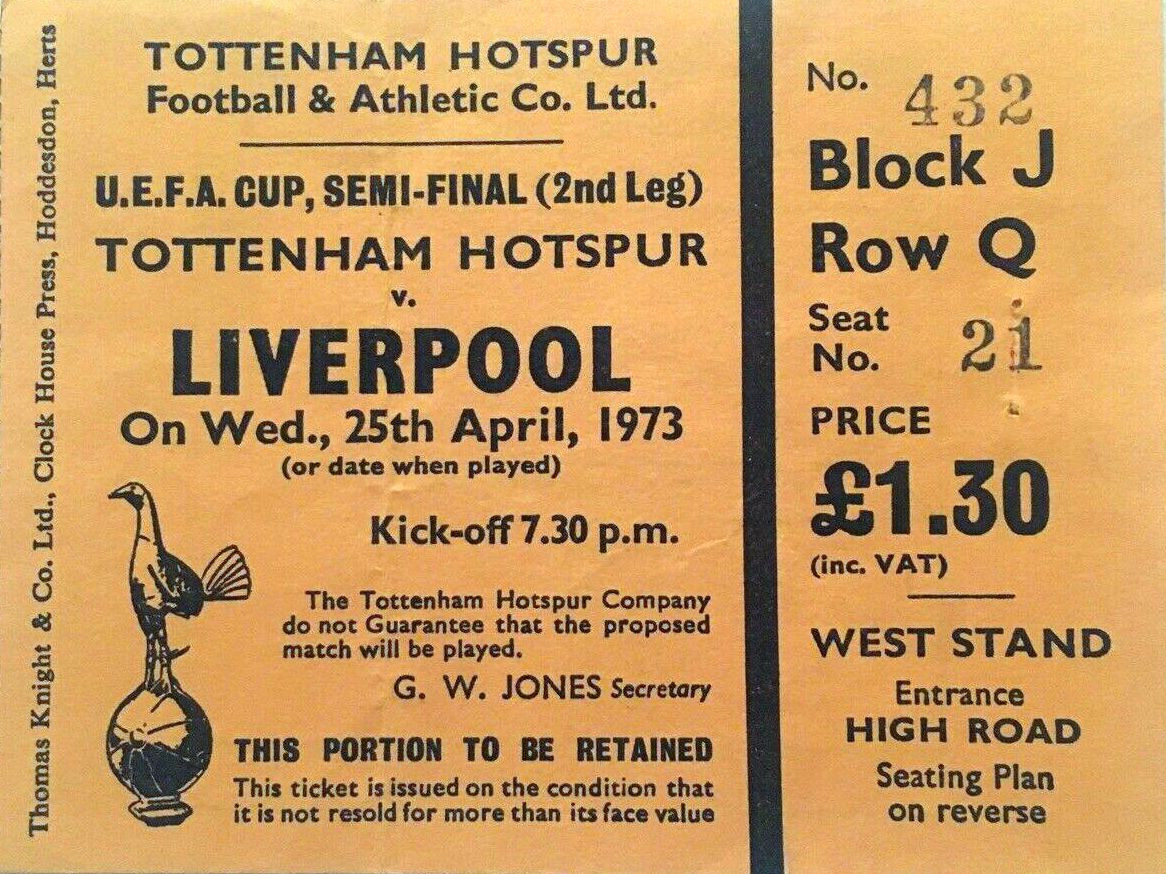 Thomas Knight & Co. Ltd., Clock House Press, Hoddesdon, Herts
TOTTENHAM HOTSPUR
Football & Athletic Co. Ltd.
U.E.F.A. CUP, SEMI-FINAL (2nd Leg)
TOTTENHAM HOTSPUR
v.
LIVERPOOL
On Wed., 25th April, 1973
(or date when played)
Kick-off 7.30 p.m.
The Tottenham Hotspur Company
do not Guarantee that the proposed
match will be played.
G. W. JONES Secretary
THIS PORTION TO BE RETAINED
This ticket is issued on the condition that
it is not resold for more than its face value
No. 432
Block J
Row Q
Seat
No. 21
PRICE
£1.30
(inc. VAT)
WEST STAND
Entrance
HIGH ROAD
Seating Plan
on reverse